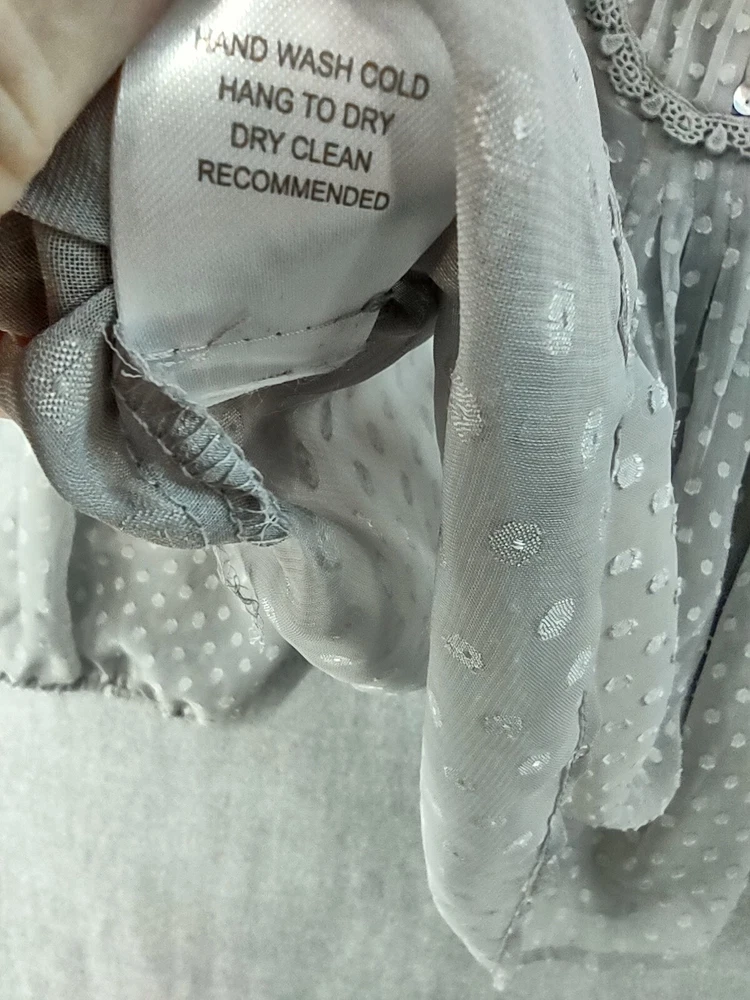 HAND WASH COLD
HANG TO DRY
DRY CLEAN
RECOMMENDED